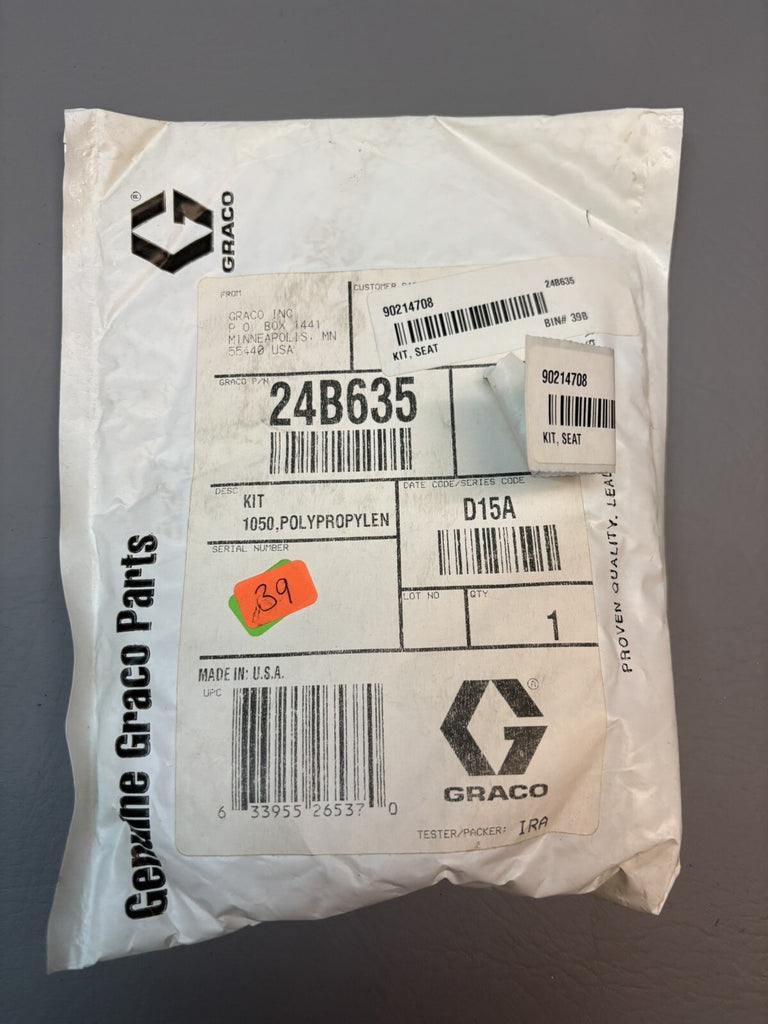 ® GRACO
FROM
GRACO INC
P.O. BOX 1441
MINNEAPOLIS, MN
55440 USA
CUSTOMER
24B635
90214708
BIN# 39B
KIT, SEAT
90214708
KIT, SEAT
GRACO P/N
24B635
DESC
KIT
1050,POLYPROPYLEN
DATE CODE/SERIES CODE
D15A
SERIAL NUMBER
39
LOT NO
QTY
1
MADE IN: U.S.A.
UPC
6 33955 26537 0
®
GRACO
TESTER/PACKER: IRA
Genuine Graco Parts
PROVEN QUALITY.